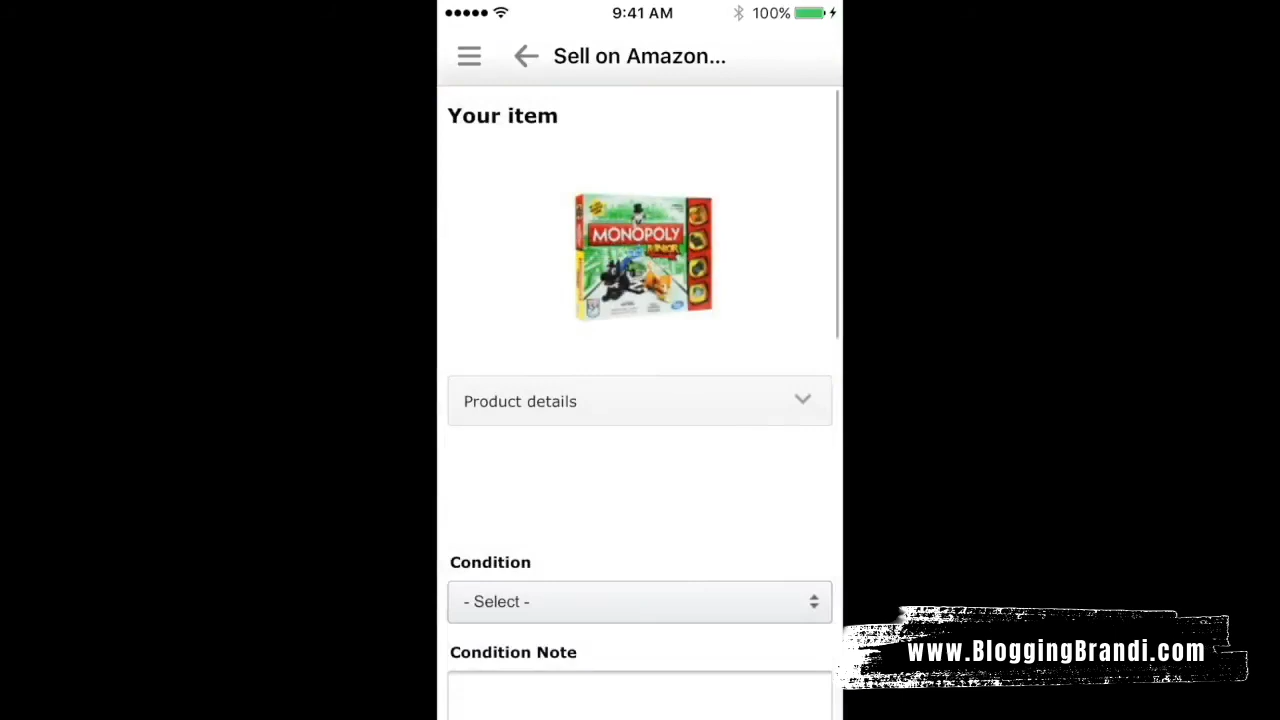 9:41 AM
100%
Sell on Amazon...
Your item
MONOPOLY
JUNIOR
Product details
Condition
- Select -
Condition Note
www.BloggingBrandi.com